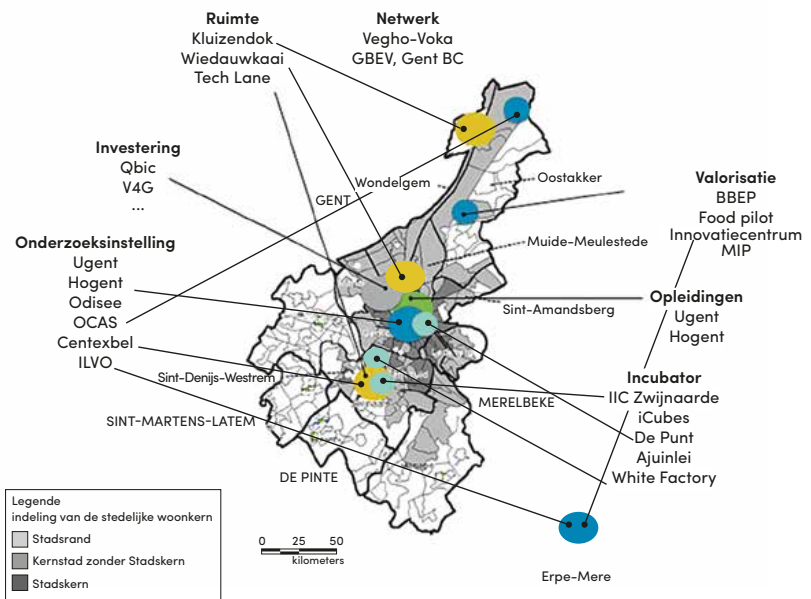 Ruimte
Kluizendok
Wiedauwkaai
Tech Lane
Netwerk
Vegho-Voka
GBEV, Gent BC
Investering
Qbic
V4G
...
Onderzoeksinstelling
Ugent
Hogent
Odisee
OCAS
Centexbel
ILVO
Valorisatie
BBEP
Food pilot
Innovatiecentrum
MIP
Opleidingen
Ugent
Hogent
Incubator
IIC Zwijnaarde
iCubes
De Punt
Ajuinlei
White Factory
Wondelgem
Oostakker
GENT
Muide-Meulestede
Sint-Amandsberg
Sint-Denijs-Westrem
MERELBEKE
SINT-MARTENS-LATEM
DE PINTE
Erpe-Mere
Legende
indeling van de stedelijke woonkern
Stadsrand
Kernstad zonder Stadskern
Stadskern
0 25 50
kilometers